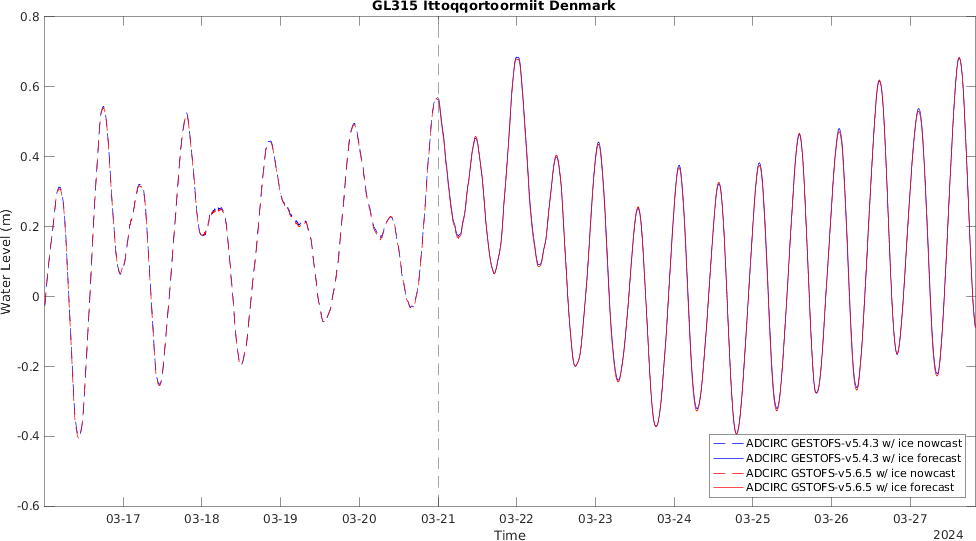 GL315 Ittoqqortoormiit Denmark
0.8
0.6
0.4
0.2
0
-0.2
-0.4
-0.6
Water Level (m)
03-17 03-18 03-19 03-20 03-21 03-22 03-23 03-24 03-25 03-26 03-27
Time
2024
ADCIRC GESTOFS-v5.4.3 w/ ice nowcast
ADCIRC GESTOFS-v5.4.3 w/ ice forecast
ADCIRC GSTOFS-v5.6.5 w/ ice nowcast
ADCIRC GSTOFS-v5.6.5 w/ ice forecast